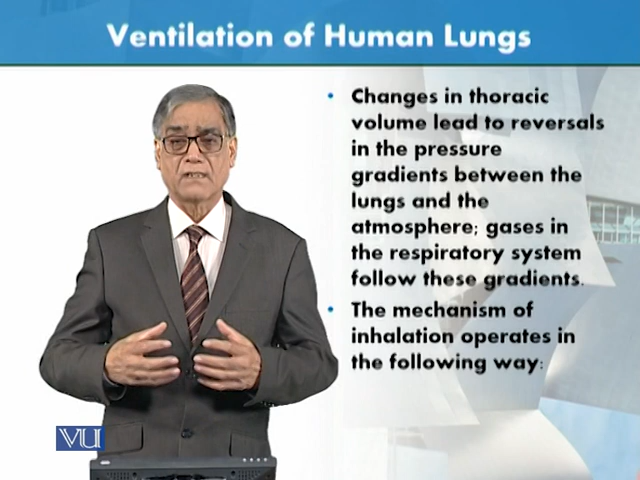 Ventilation of Human Lungs
• Changes in thoracic
volume lead to reversals
in the pressure
gradients between the
lungs and the
atmosphere; gases in
the respiratory system
follow these gradients.
• The mechanism of
inhalation operates in
the following way:
VU